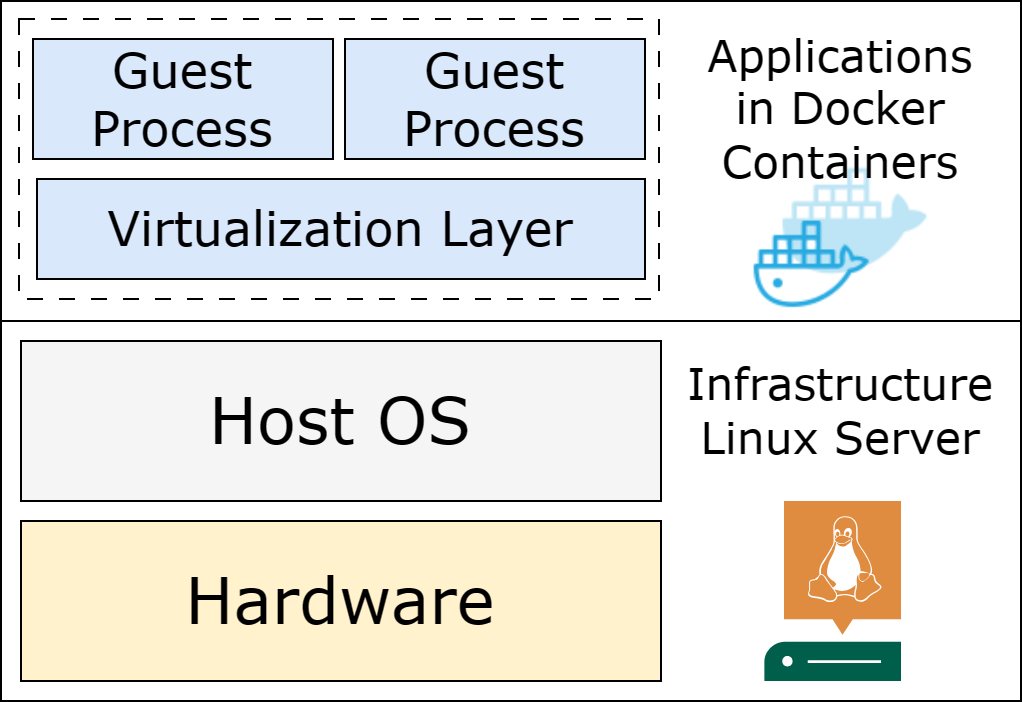 Guest
Process
Guest
Process
Virtualization Layer
Applications
in Docker
Containers
Host OS
Infrastructure
Linux Server
Hardware